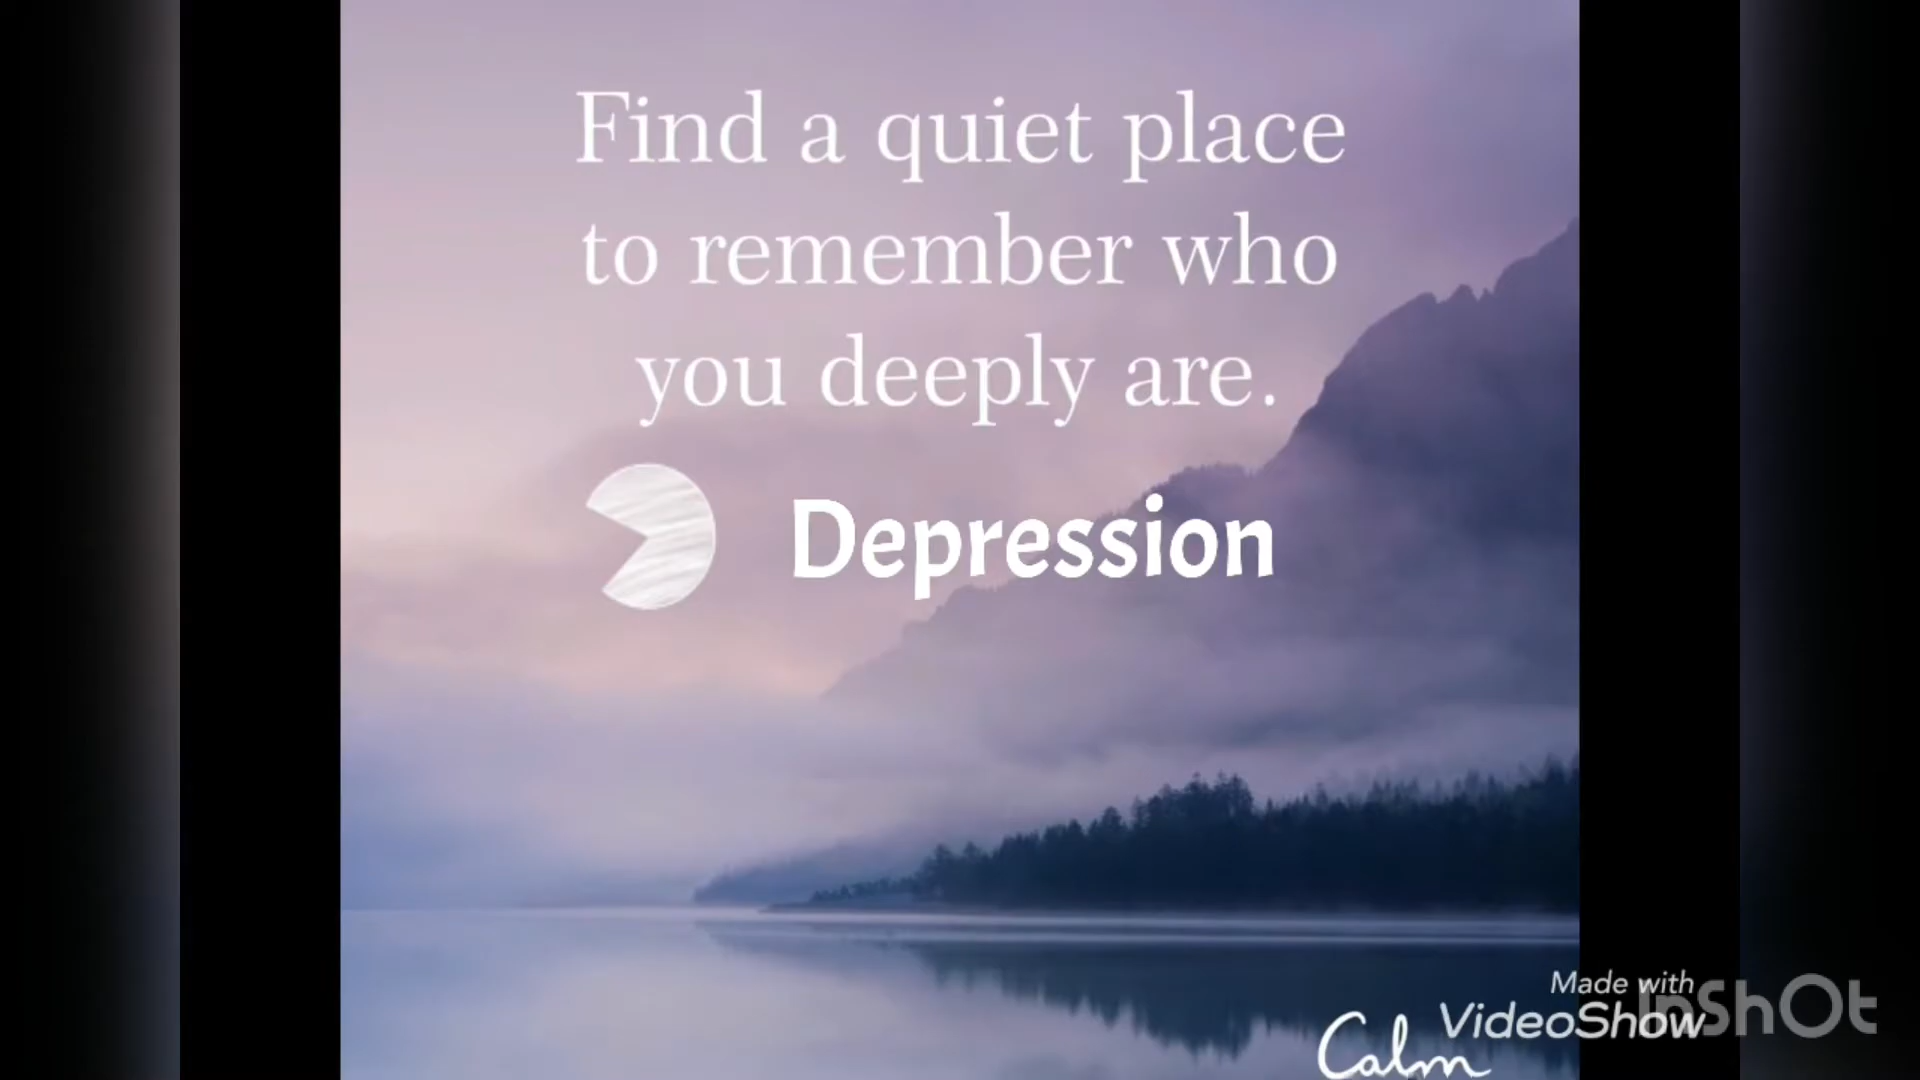 Find a quiet place
to remember who
you deeply are.
Depression
Made with
VideoShow
InShOt
Calm